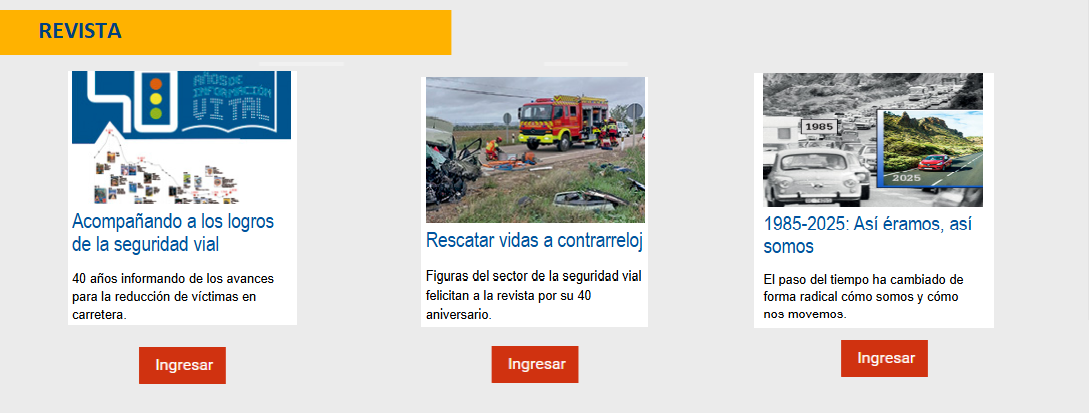 REVISTA
AÑOS DE
INFORMACIÓN
VITAL
Acompañando a los logros
de la seguridad vial
40 años informando de los avances
para la reducción de víctimas en
carretera.
Ingresar
Rescatar vidas a contrarreloj
Figuras del sector de la seguridad vial
felicitan a la revista por su 40
aniversario.
Ingresar
1985
2025
1985-2025: Así éramos, así
somos
El paso del tiempo ha cambiado de
forma radical cómo somos y cómo
nos movemos.
Ingresar